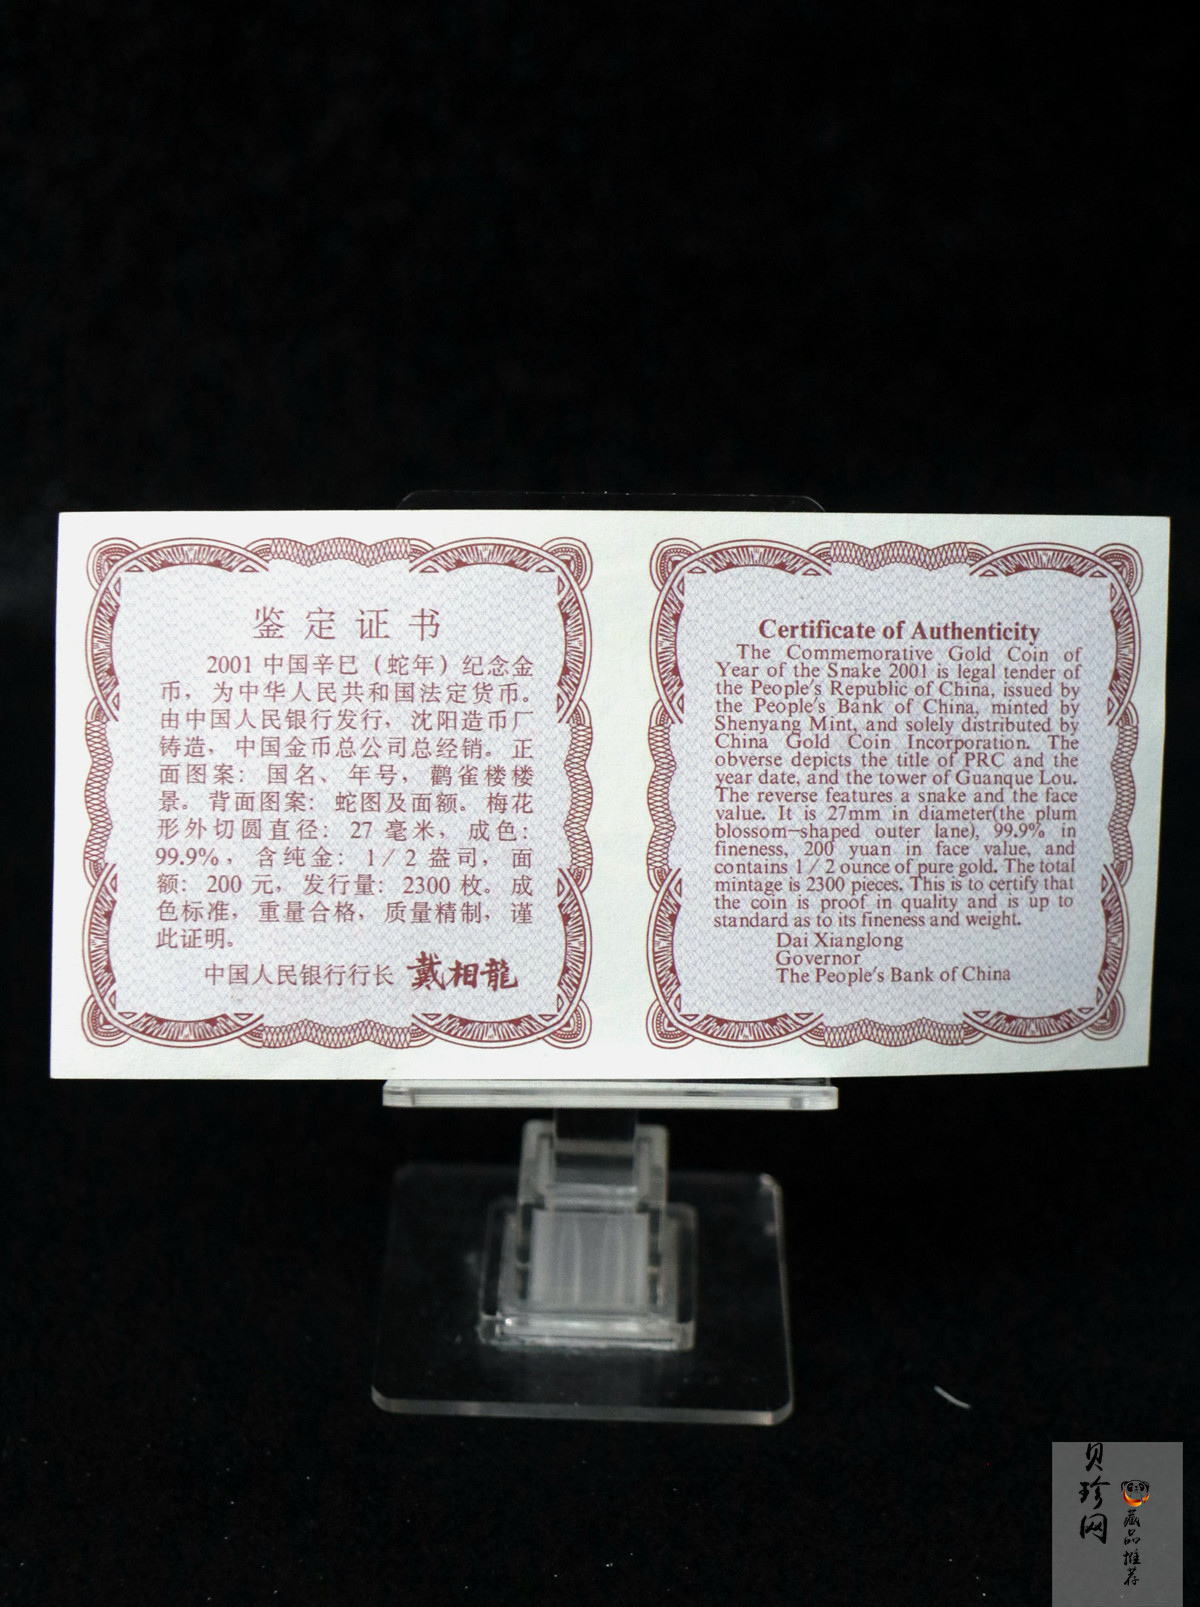 鉴定证书
2001中国辛巳（蛇年）纪念金
币，为中华人民共和国法定货币。
由中国人民银行发行，沈阳造币厂
铸造，中国金币总公司总经销。正
面图案：国名、年号，鹳雀楼楼
景。背面图案：蛇图及面额。梅花
形外切圆直径：27毫米，成色：
99.9%，含纯金：1/2盎司，面
额：200元，发行量：2300枚。成
色标准，重量合格，质量精制，谨
此证明。
中国人民银行行长 戴相龍
Certificate of Authenticity
The Commemorative Gold Coin of
Year of the Snake 2001 is legal tender of
the People's Republic of China, issued by
the People's Bank of China, minted by
Shenyang Mint, and solely distributed by
China Gold Coin Incorporation. The
obverse depicts the title of PRC and the
year date, and the tower of Guanque Lou.
The reverse features a snake and the face
value. It is 27mm in diameter(the plum
blossom-shaped outer lane), 99.9% in
fineness, 200 yuan in face value, and
contains 1/2 ounce of pure gold. The total
mintage is 2300 pieces. This is to certify that
the coin is proof in quality and is up to
standard as to its fineness and weight.
Dai Xianglong
Governor
The People's Bank of China
贝珍网
藏品推荐